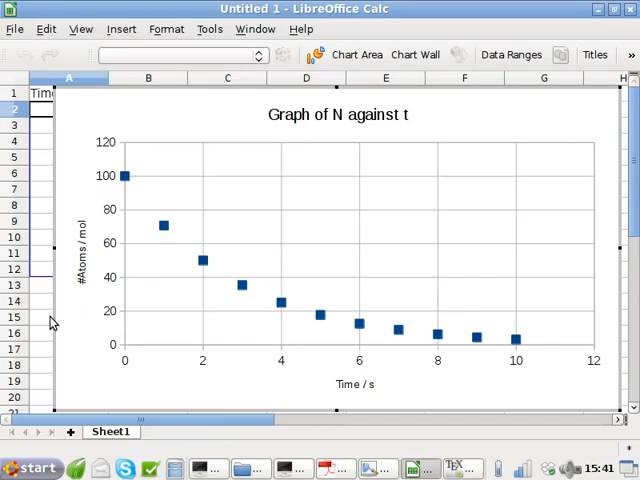 Untitled 1 - LibreOffice Calc
File Edit View Insert Format Tools Window Help
Chart Area Chart Wall Data Ranges Titles »
A B C D E F G H
1 Time
2
3
4
5
6
7
8
9
10
11
12
13
14
15
16
17
18
19
20
21
Graph of N against t
#Atoms / mol
120
100
80
60
40
20
0
0 2 4 6 8 10 12
Time / s
Sheet1
start ... ... ... ... ... ... ... 15:41